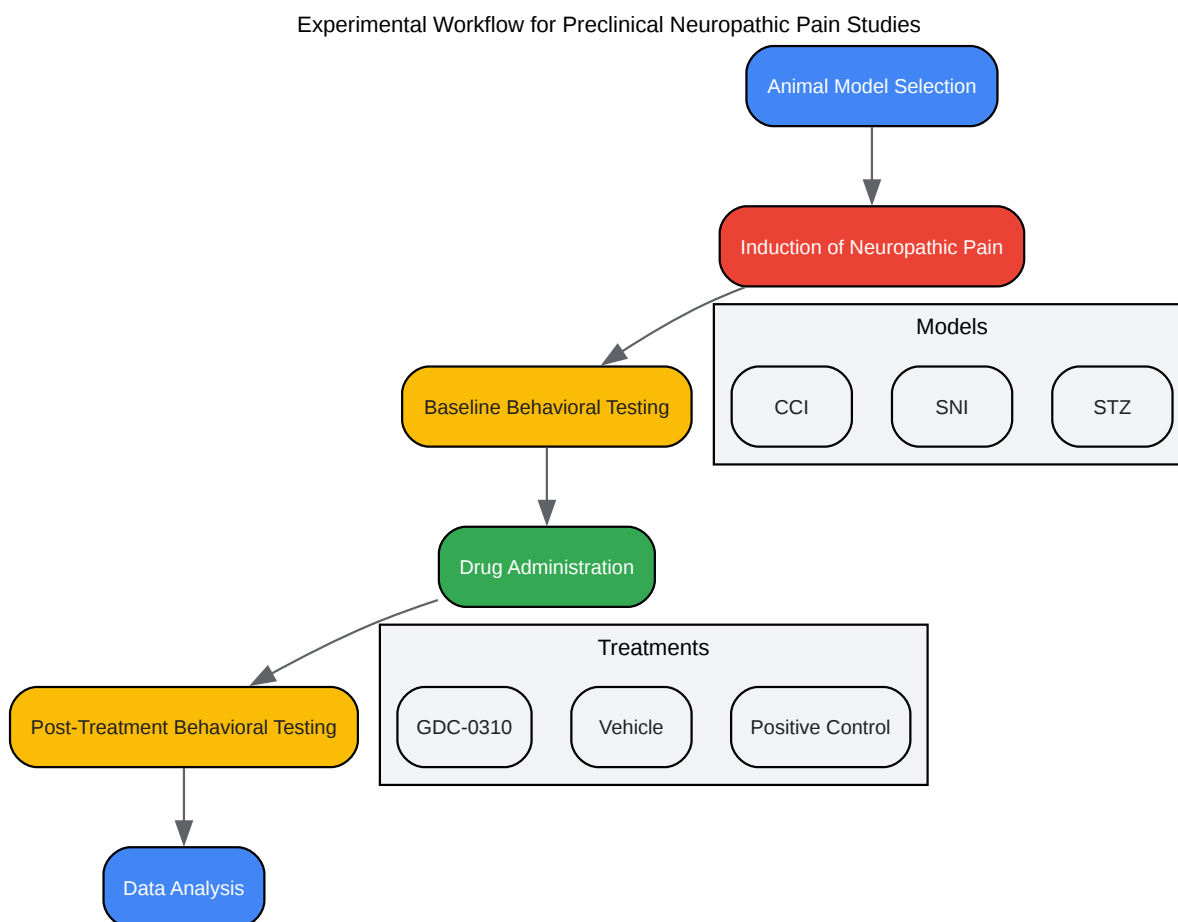 Experimental Workflow for Preclinical Neuropathic Pain Studies
Animal Model Selection
Induction of Neuropathic Pain
Models
Baseline Behavioral Testing
CCI
SNI
STZ
Drug Administration
Treatments
Post-Treatment Behavioral Testing
GDC-0310
Vehicle
Positive Control
Data Analysis